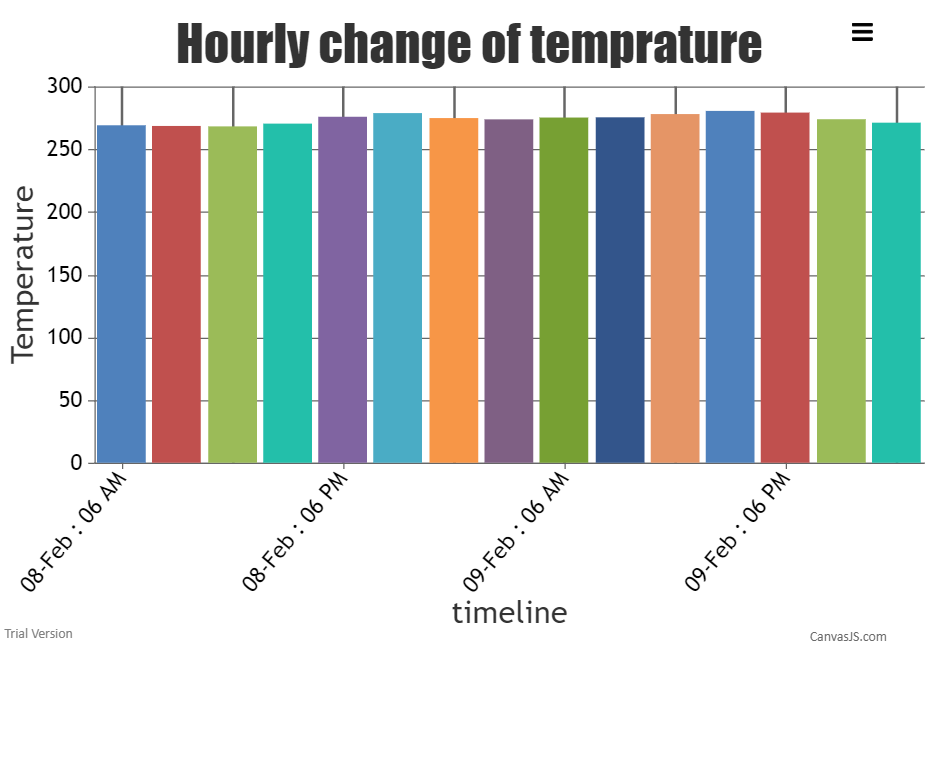 Hourly change of temprature
300
250
200
150
100
50
0
Temperature
08-Feb : 06 AM
08-Feb : 06 PM
09-Feb : 06 AM
09-Feb : 06 PM
timeline
Trial Version
CanvasJS.com